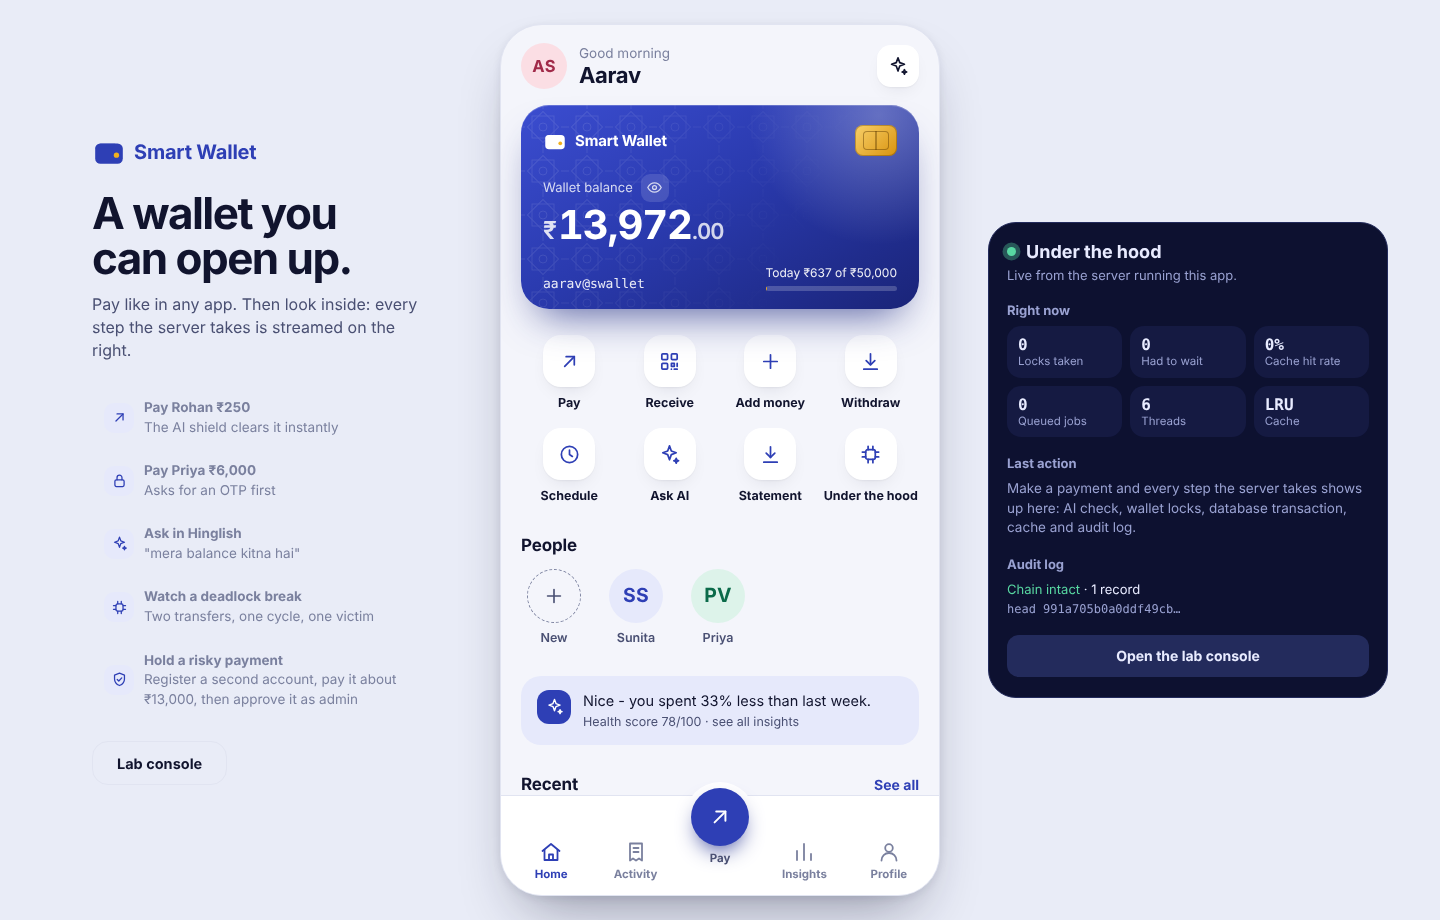 Smart Wallet
A wallet you
can open up.
Pay like in any app. Then look inside: every
step the server takes is streamed on the
right.
Pay Rohan ₹250
The AI shield clears it instantly
Pay Priya ₹6,000
Asks for an OTP first
Ask in Hinglish
"mera balance kitna hai"
Watch a deadlock break
Two transfers, one cycle, one victim
Hold a risky payment
Register a second account, pay it about
₹13,000, then approve it as admin
Lab console
AS
Good morning
Aarav
Smart Wallet
Wallet balance
₹13,972.00
aarav@swallet
Today ₹637 of ₹50,000
Pay
Receive
Add money
Withdraw
Schedule
Ask AI
Statement
Under the hood
People
New
SS
Sunita
PV
Priya
Nice - you spent 33% less than last week.
Health score 78/100 · see all insights
Recent
See all
Home
Activity
Pay
Insights
Profile
Under the hood
Live from the server running this app.
Right now
0
Locks taken
0
Had to wait
0%
Cache hit rate
0
Queued jobs
6
Threads
LRU
Cache
Last action
Make a payment and every step the server takes shows
up here: AI check, wallet locks, database transaction,
cache and audit log.
Audit log
Chain intact · 1 record
head 991a705b0a0ddf49cb…
Open the lab console